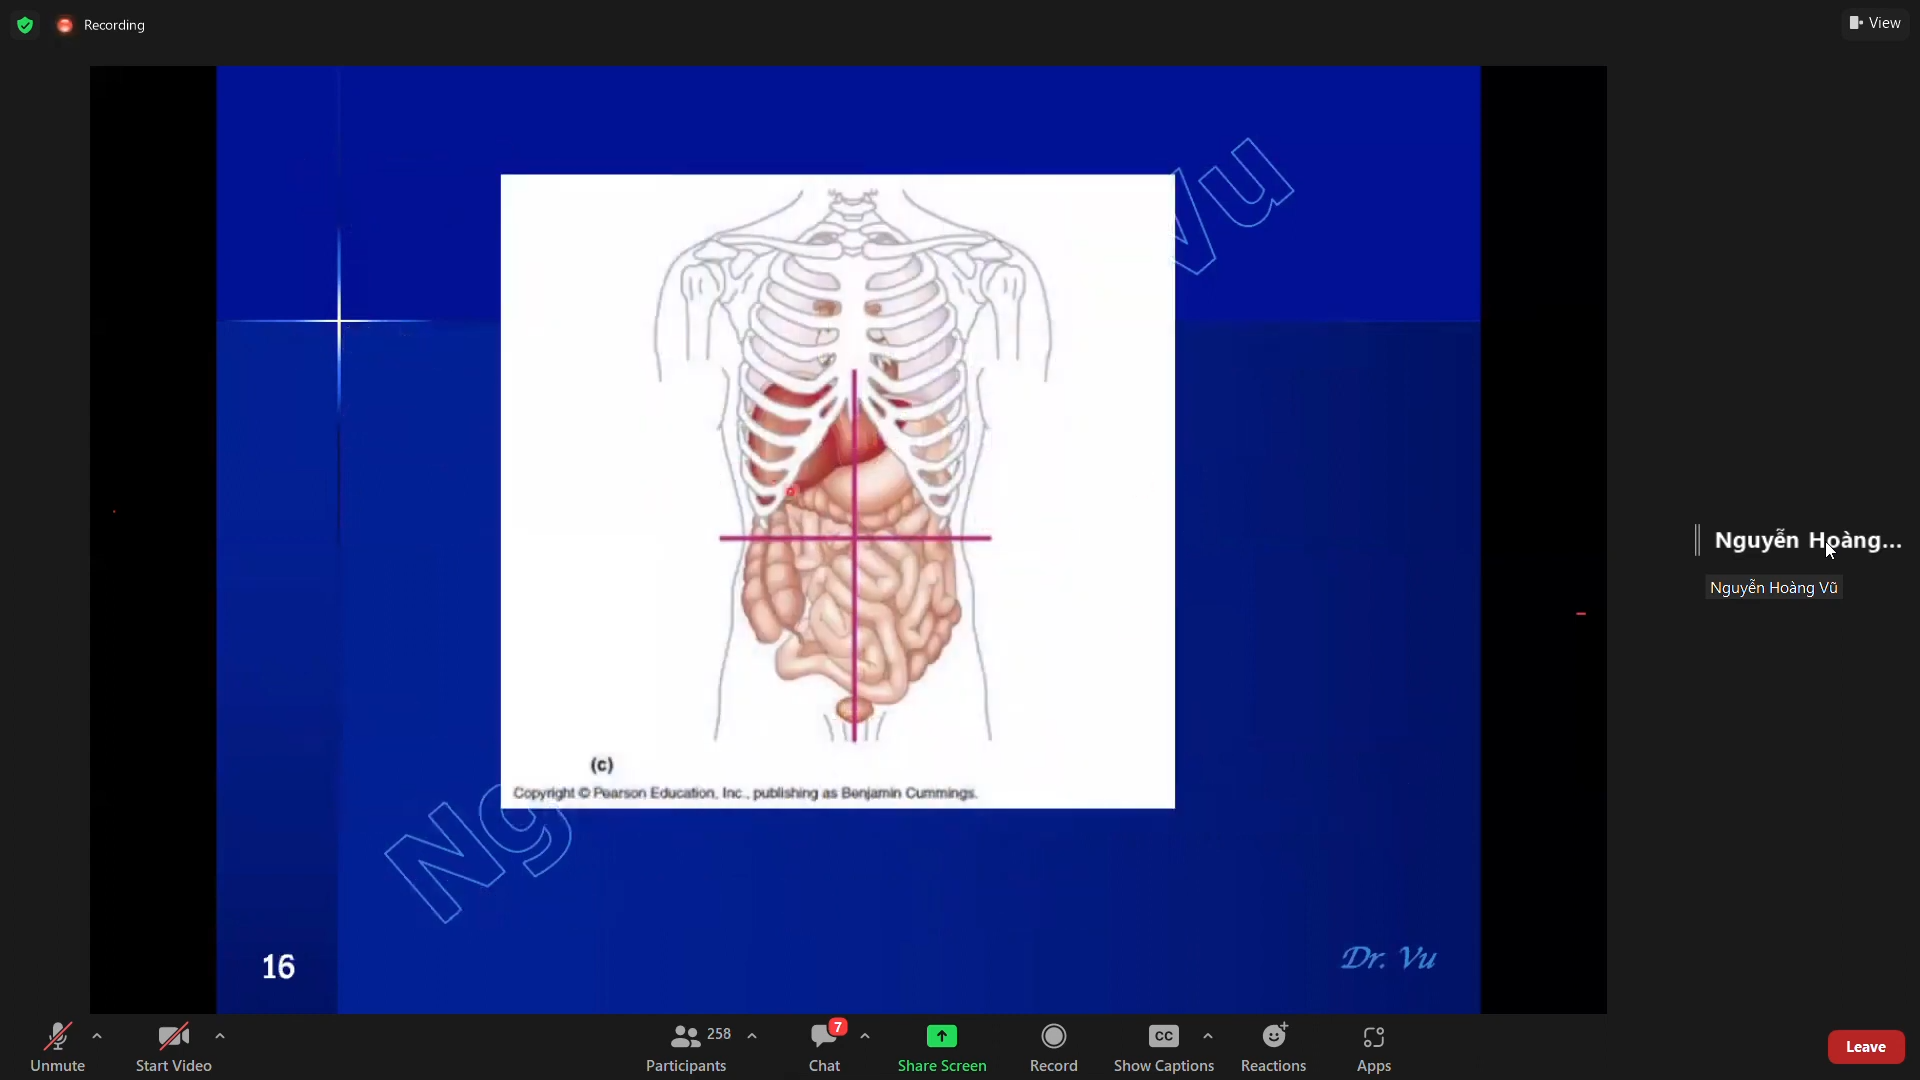 Recording
View
Vu
(c)
Copyright © Pearson Education, Inc., publishing as Benjamin Cummings.
Ng
16
Dr. Vu
Nguyễn Hoàng...
Nguyễn Hoàng Vũ
Unmute
Start Video
258
Participants
7
Chat
Share Screen
Record
CC
Show Captions
Reactions
Apps
Leave